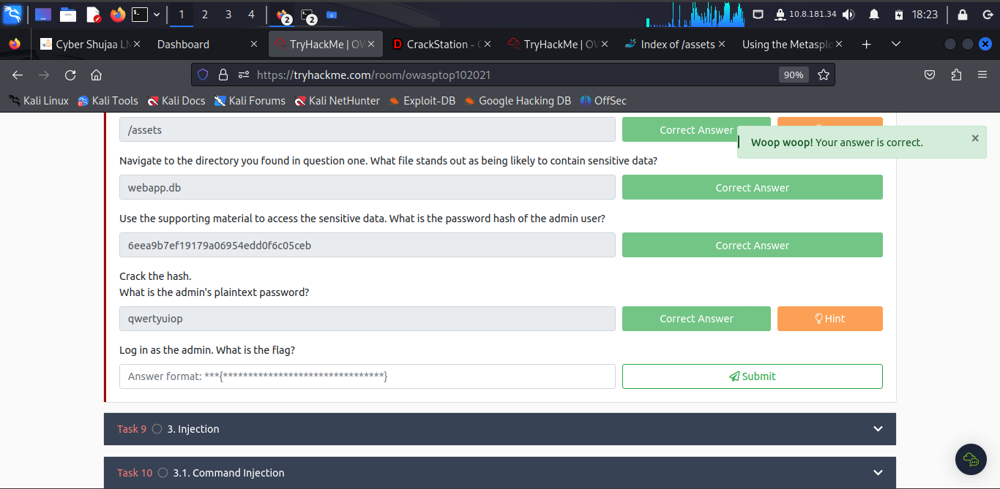 1 2 3 4 2 2 10.8.181.34 18:23
Cyber Shujaa LM Dashboard TryHackMe | OW CrackStation - TryHackMe | OV Index of /assets Using the Metasplo
https://tryhackme.com/room/owasptop102021 90%
Kali Linux Kali Tools Kali Docs Kali Forums Kali NetHunter Exploit-DB Google Hacking DB OffSec
/assets Correct Answer
Woop woop! Your answer is correct.
Navigate to the directory you found in question one. What file stands out as being likely to contain sensitive data?
webapp.db Correct Answer
Use the supporting material to access the sensitive data. What is the password hash of the admin user?
6eea9b7ef19179a06954edd0f6c05ceb Correct Answer
Crack the hash.
What is the admin's plaintext password?
qwertyuiop Correct Answer Hint
Log in as the admin. What is the flag?
Answer format: ***{********************************} Submit
Task 9 3. Injection
Task 10 3.1. Command Injection